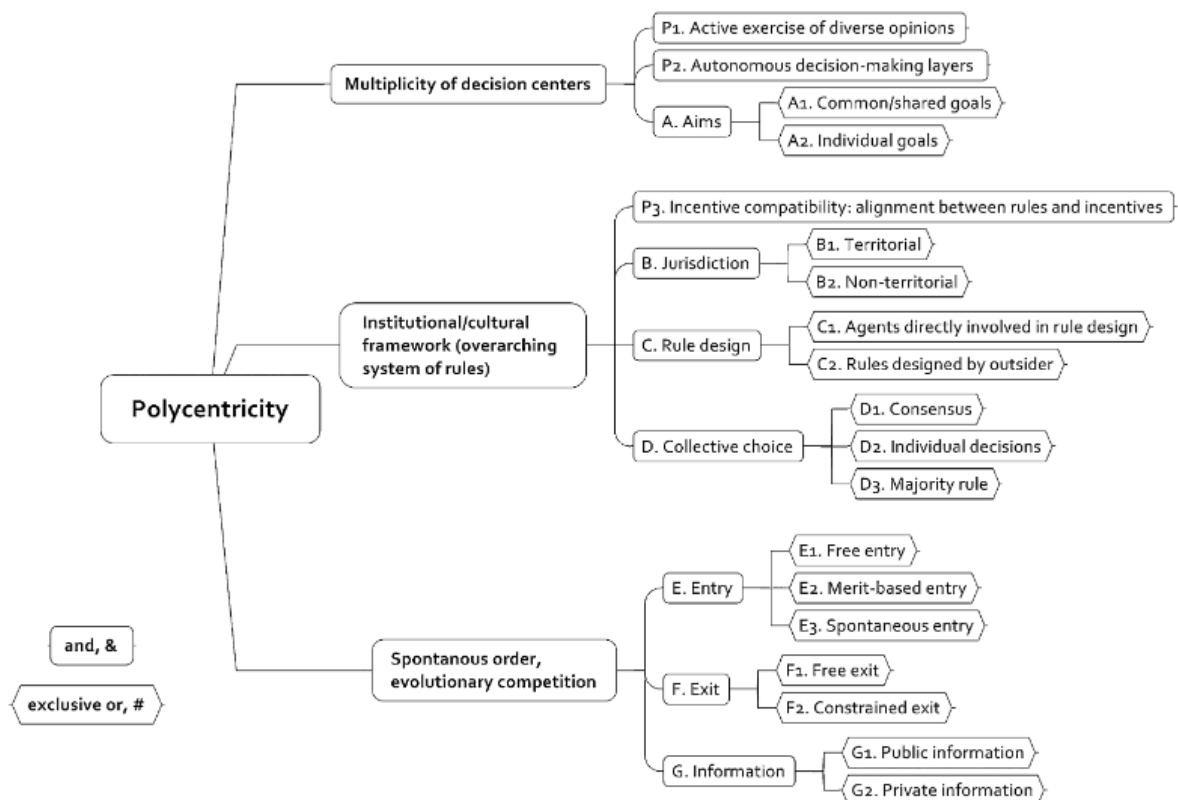 P1. Active exercise of diverse opinions
P2. Autonomous decision-making layers
Multiplicity of decision centers
A. Aims
A1. Common/shared goals
A2. Individual goals
P3. Incentive compatibility: alignment between rules and incentives
B. Jurisdiction
B1. Territorial
B2. Non-territorial
Institutional/cultural
framework (overarching
system of rules)
C. Rule design
C1. Agents directly involved in rule design
C2. Rules designed by outsider
Polycentricity
D. Collective choice
D1. Consensus
D2. Individual decisions
D3. Majority rule
E. Entry
E1. Free entry
E2. Merit-based entry
E3. Spontaneous entry
and, &
exclusive or, #
Spontanous order,
evolutionary competition
F. Exit
F1. Free exit
F2. Constrained exit
G. Information
G1. Public information
G2. Private information